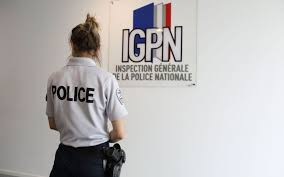 IGPN
INSPECTION GÉNÉRALE
DE LA POLICE NATIONALE
POLICE